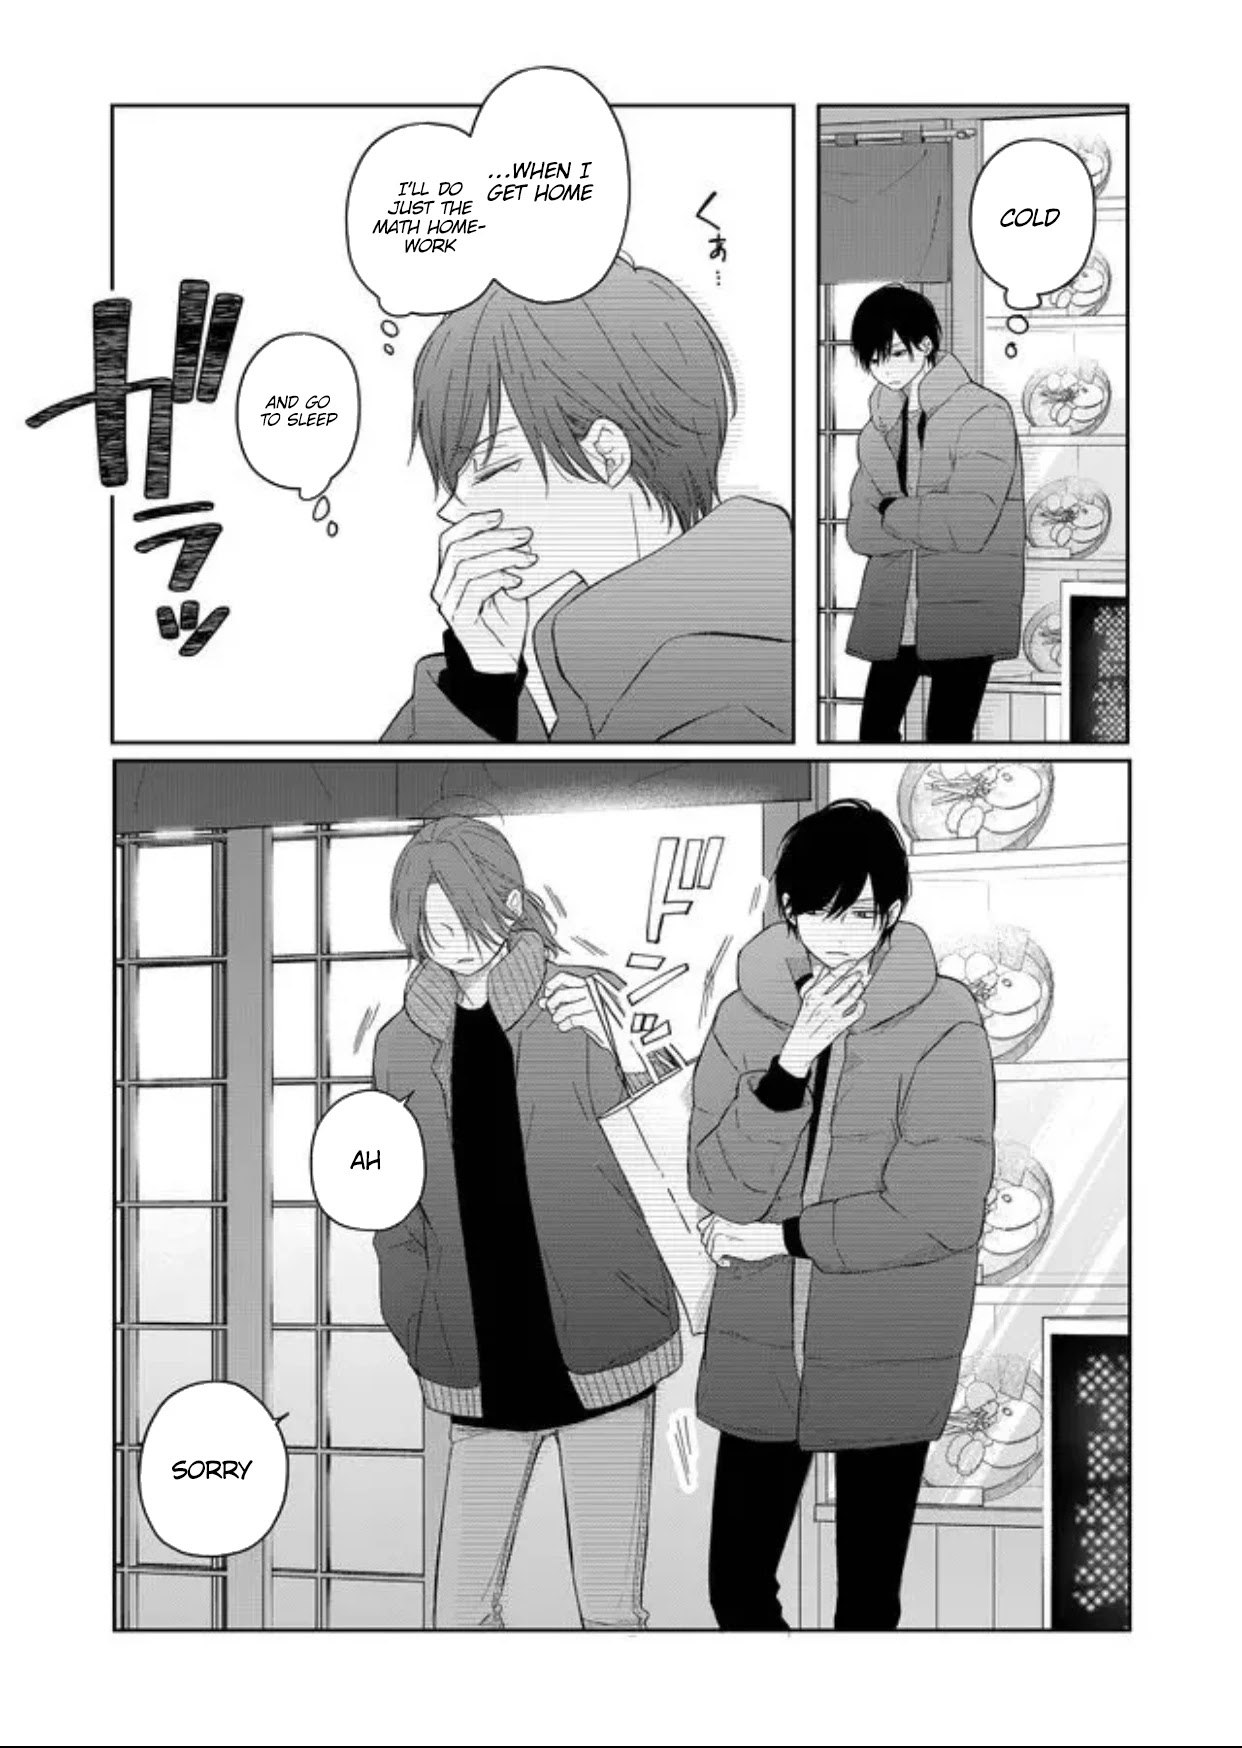 COLD
くぁ…
...WHEN I
GET HOME
I'LL DO
JUST THE
MATH HOME-
WORK
AND GO
TO SLEEP
ガラッ
ドンッ
AH
SORRY